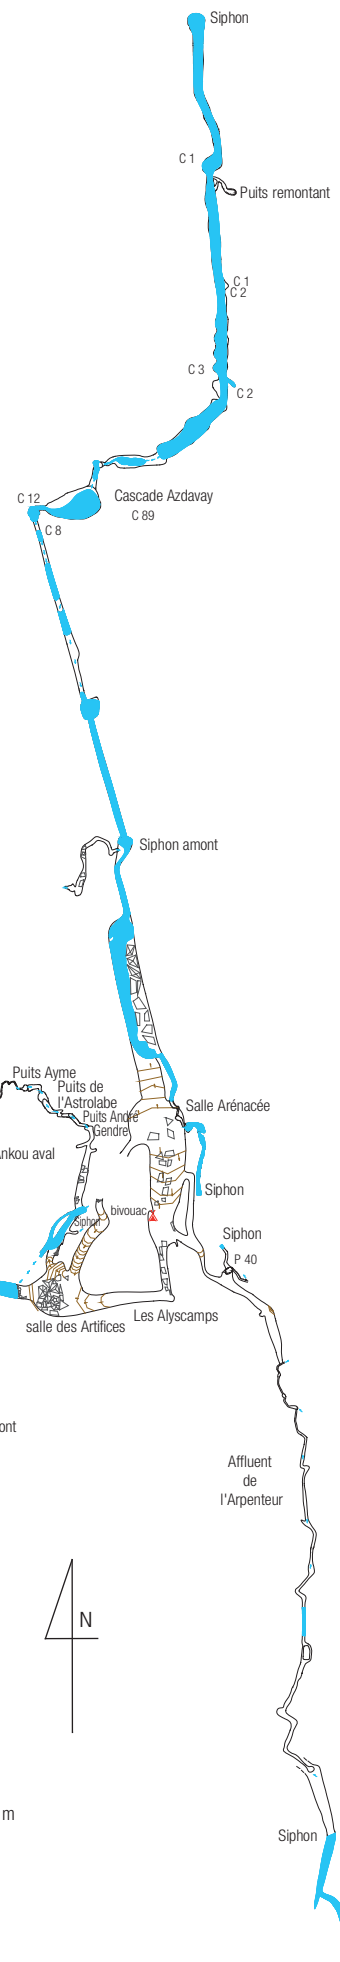 Siphon
C 1
Puits remontant
C 1
C 2
C 3
C 2
Cascade Azdavay
C 89
C 12
C 8
Siphon amont
Puits Ayme
Puits de
l'Astrolabe
Puits André
Gendre
Salle Arénacée
nkou aval
Siphon
bivouac
Siphon
Siphon
P 40
Les Alyscamps
salle des Artifices
ont
Affluent
de
l'Arpenteur
N
m
Siphon